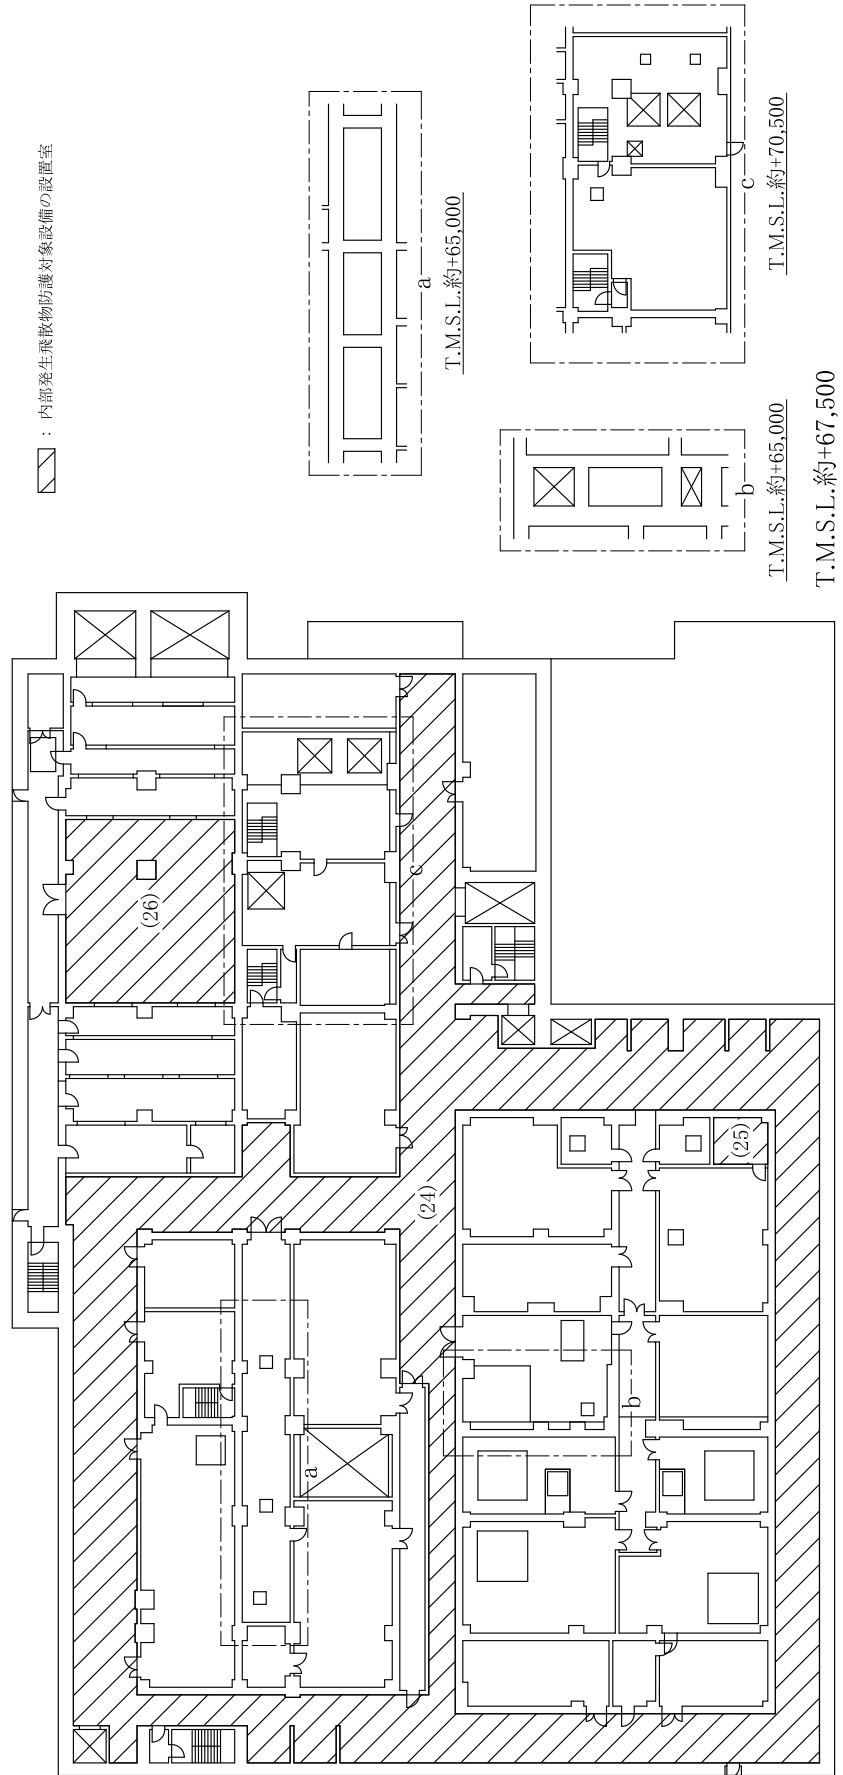 ：内部発生飛散物防護対象設備の設置室
a
T.M.S.L.約+65,000
c
T.M.S.L.約+70,500
b
T.M.S.L.約+65,000
T.M.S.L.約+67,500
(26)
c
(24)
(25)
a
b